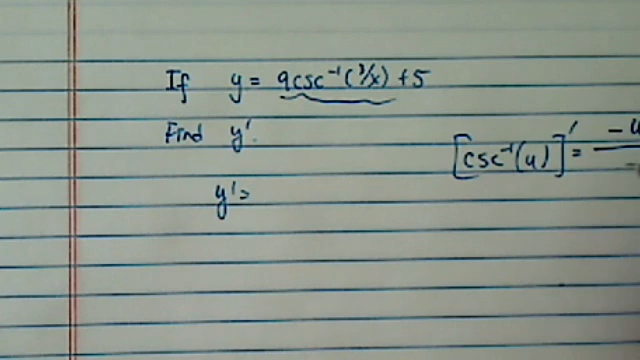 If y = 9csc⁻¹(³/x) + 5
Find y'.
[csc⁻¹(u)]' = -u
y' =